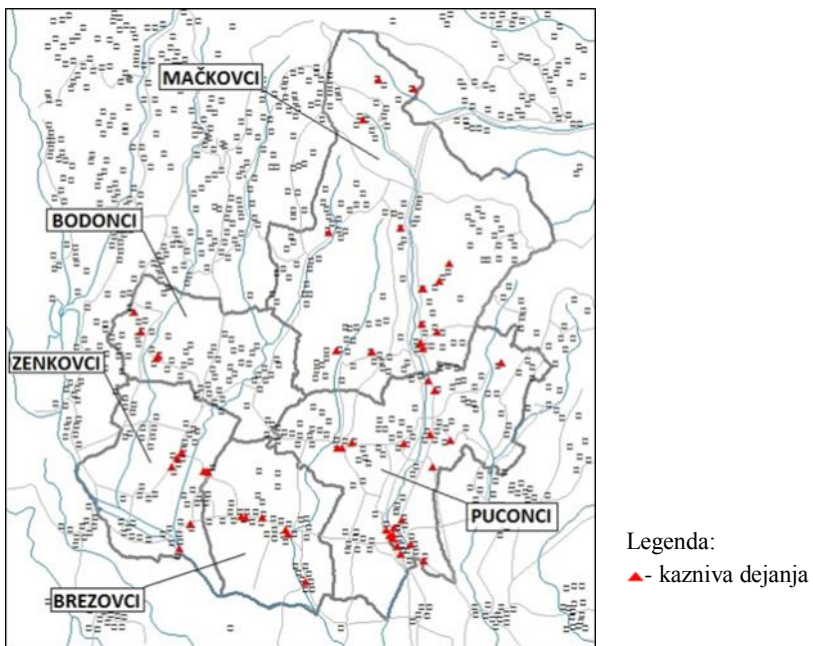 MAČKOVCI
BODONCI
ZENKOVCI
PUCONCI
BREZOVCI
Legenda:
- kazniva dejanja